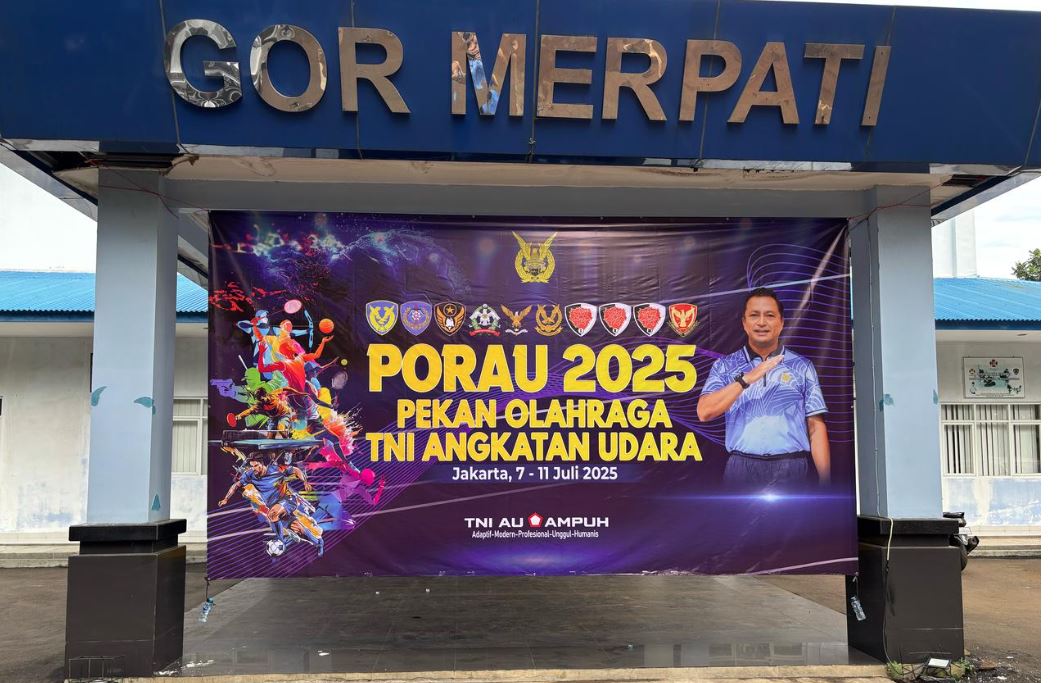 GOR MERPATI
PORAU 2025
PEKAN OLAHRAGA
TNI ANGKATAN UDARA
Jakarta, 7 - 11 Juli 2025
TNI AU AMPUH
Adaptif-Modern-Profesional-Unggul-Humanis